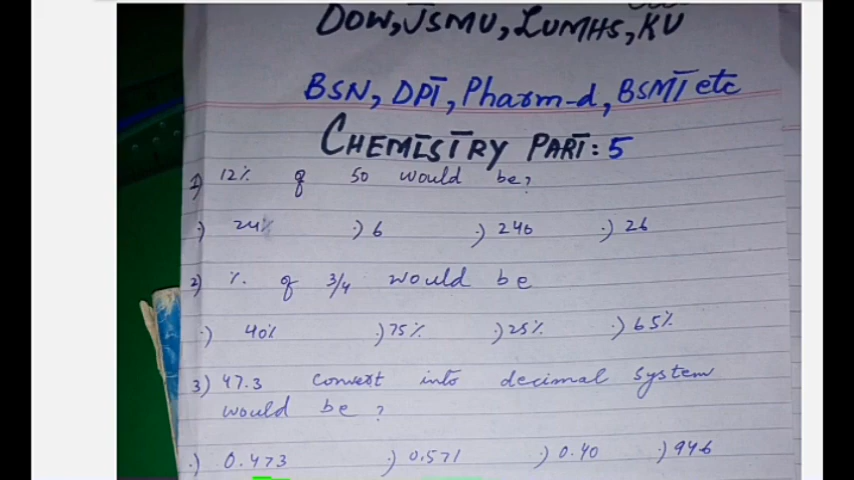 DOW, JSMU, LUMHS, KU
BSN, DPT, Pharm-d, BSMT etc
CHEMISTRY PART: 5
1) 12% of 50 would be?
.) 24% .) 6 .) 240 .) 26
2) % of 3/4 would be
.) 40% .) 75% .) 25% .) 65%
3) 47.3 convert into decimal system
would be ?
.) 0.473 .) 0.571 .) 0.40 .) 946